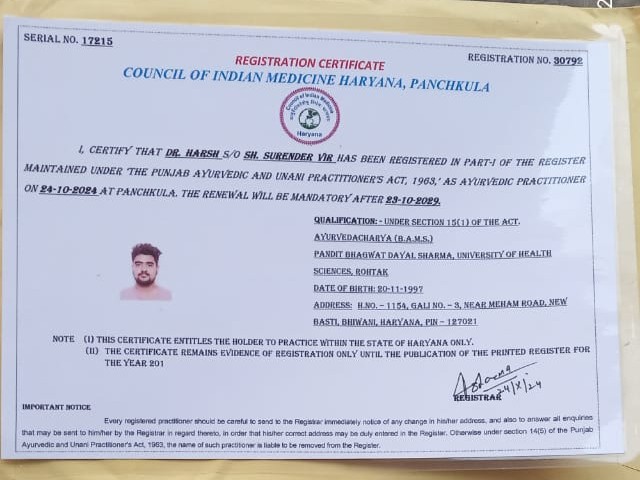 SERIAL NO. 17215
REGISTRATION NO. 30792
REGISTRATION CERTIFICATE
COUNCIL OF INDIAN MEDICINE HARYANA, PANCHKULA
Council of Indian Medicine
Haryana
I, CERTIFY THAT DR. HARSH S/O SH. SURENDER VIR HAS BEEN REGISTERED IN PART-I OF THE REGISTER
MAINTAINED UNDER 'THE PUNJAB AYURVEDIC AND UNANI PRACTITIONER'S ACT, 1963,' AS AYURVEDIC PRACTITIONER
ON 24-10-2024 AT PANCHKULA. THE RENEWAL WILL BE MANDATORY AFTER 23-10-2029.
QUALIFICATION: - UNDER SECTION 15(1) OF THE ACT.
AYURVEDACHARYA (B.A.M.S.)
PANDIT BHAGWAT DAYAL SHARMA, UNIVERSITY OF HEALTH
SCIENCES, ROHTAK
DATE OF BIRTH: 20-11-1997
ADDRESS: H.NO. - 1154, GALI NO. - 3, NEAR MEHAM ROAD, NEW
BASTI, BHIWANI, HARYANA, PIN - 127021
NOTE (I) THIS CERTIFICATE ENTITLES THE HOLDER TO PRACTICE WITHIN THE STATE OF HARYANA ONLY.
(II) THE CERTIFICATE REMAINS EVIDENCE OF REGISTRATION ONLY UNTIL THE PUBLICATION OF THE PRINTED REGISTER FOR
THE YEAR 201
24/X/24
REGISTRAR
IMPORTANT NOTICE
Every registered practitioner should be careful to send to the Registrar immediately notice of any change in his/her address, and also to answer all enquiries
that may be sent to him/her by the Registrar in regard thereto, in order that his/her correct address may be duly entered in the Register. Otherwise under section 14(5) of the Punjab
Ayurvedic and Unani Practitioner's Act, 1963, the name of such practitioner is liable to be removed from the Register.